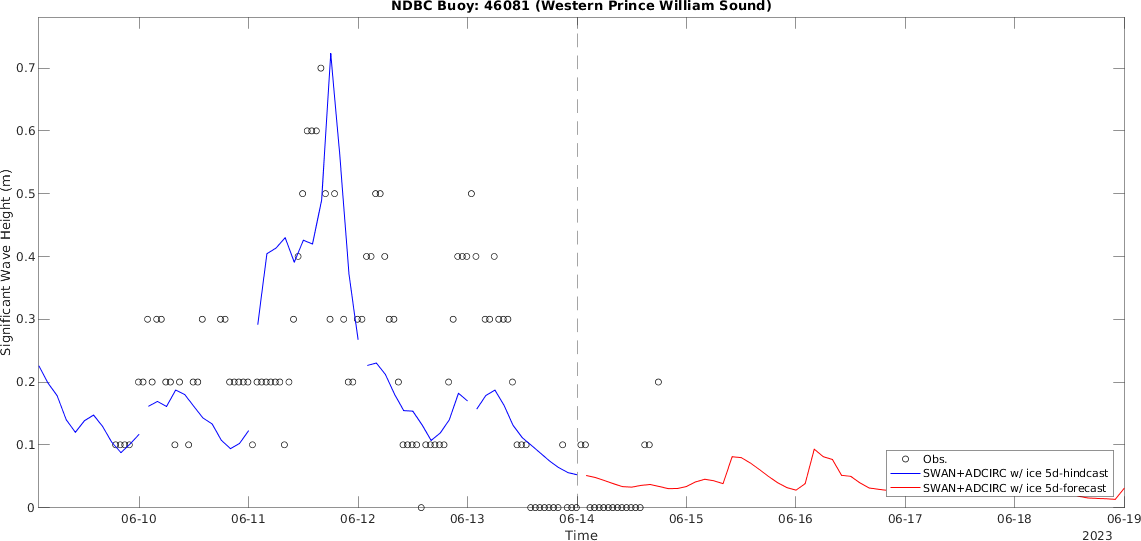 NDBC Buoy: 46081 (Western Prince William Sound)
Significant Wave Height (m)
0.7
0.6
0.5
0.4
0.3
0.2
0.1
0
Obs.
SWAN+ADCIRC w/ ice 5d-hindcast
SWAN+ADCIRC w/ ice 5d-forecast
06-10 06-11 06-12 06-13 06-14 06-15 06-16 06-17 06-18 06-19
Time
2023